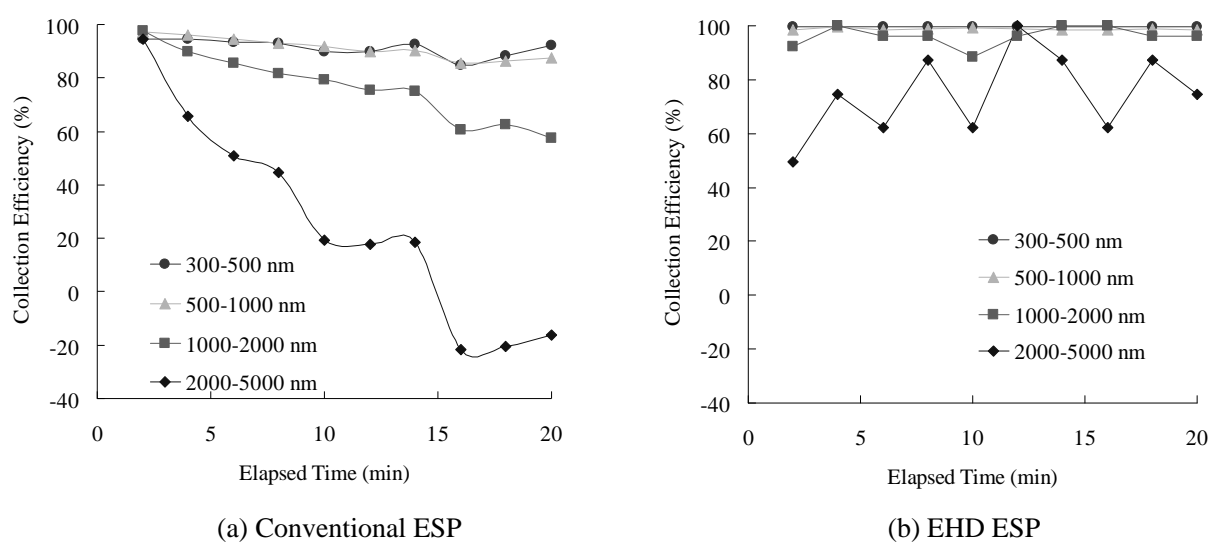 100
80
60
40
20
0
-20
-40
Collection Efficiency (%)
300-500 nm
500-1000 nm
1000-2000 nm
2000-5000 nm
0 5 10 15 20
Elapsed Time (min)
(a) Conventional ESP
100
80
60
40
20
0
-20
-40
Collection Efficiency (%)
300-500 nm
500-1000 nm
1000-2000 nm
2000-5000 nm
0 5 10 15 20
Elapsed Time (min)
(b) EHD ESP